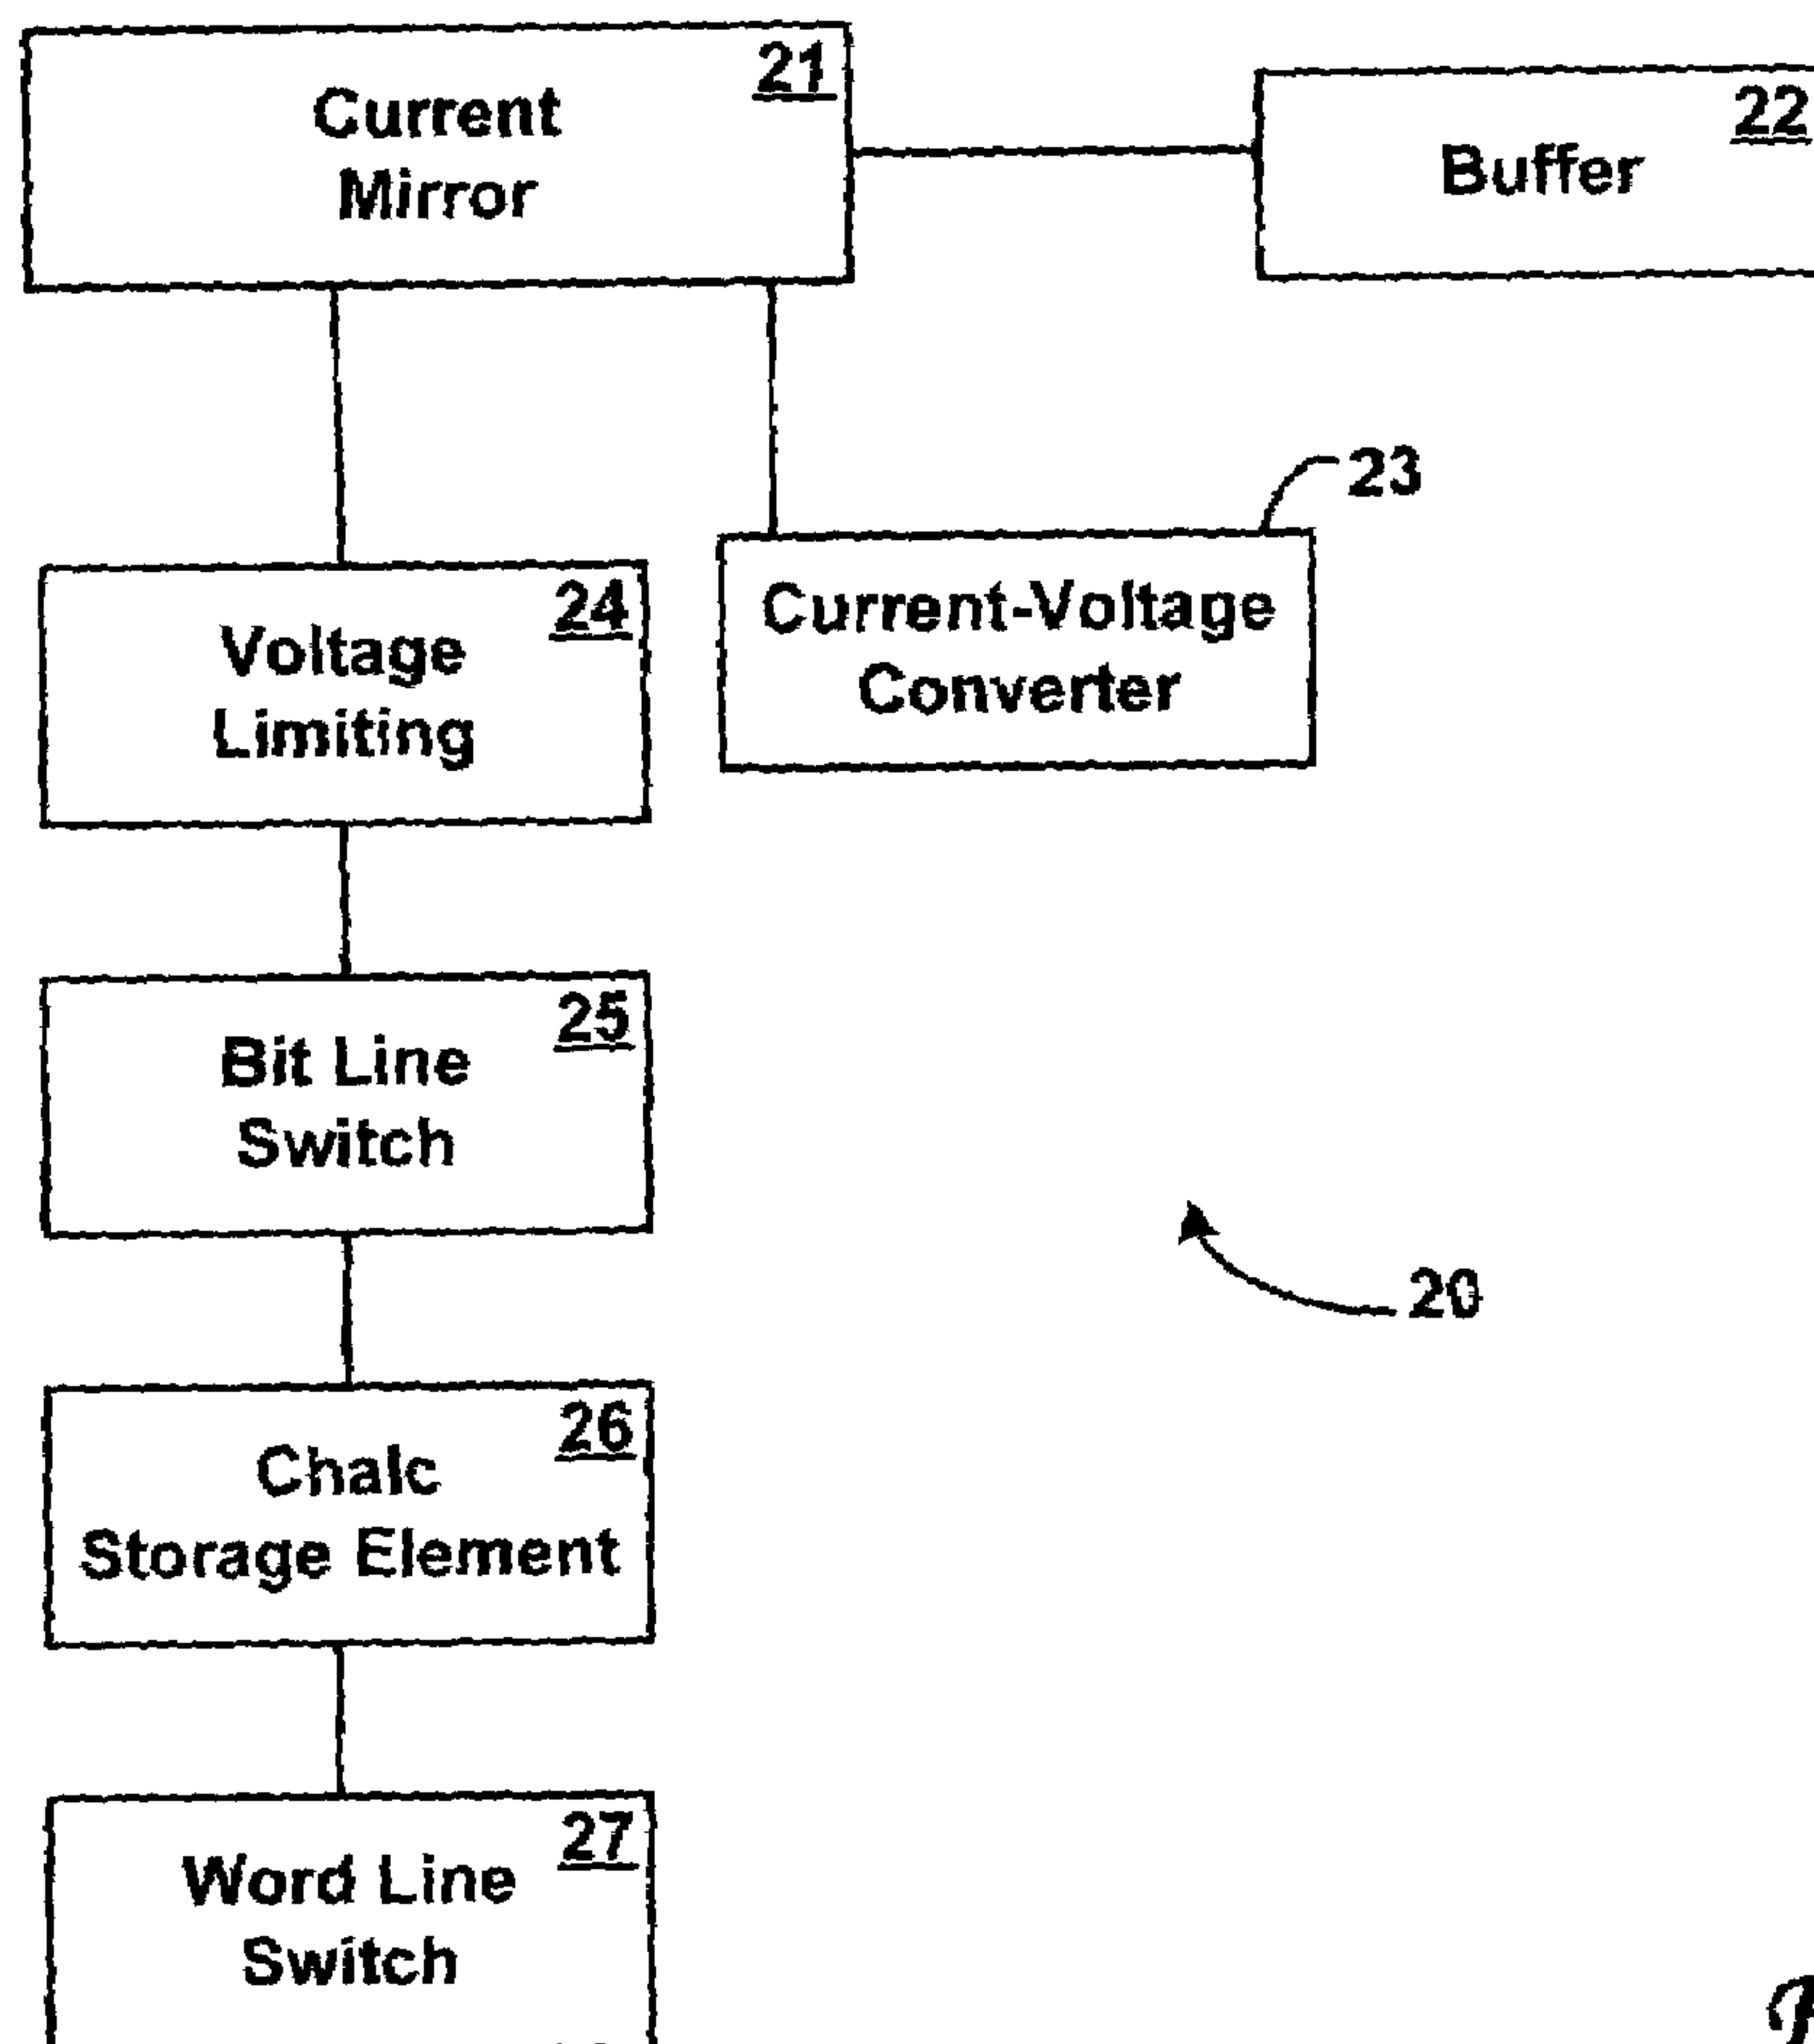 21
Current
Mirror
22
Buffer
23
24
Voltage
Limiting
Current-Voltage
Converter
25
Bit Line
Switch
20
26
Chalc
Storage Element
27
Word Line
Switch